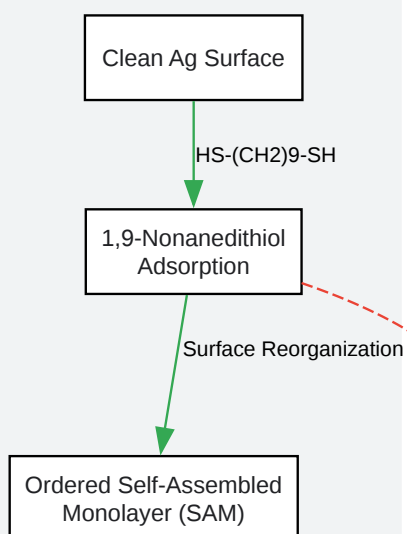 Clean Ag Surface
HS-(CH2)9-SH
1,9-Nonanedithiol
Adsorption
Surface Reorganization
Ordered Self-Assembled
Monolayer (SAM)